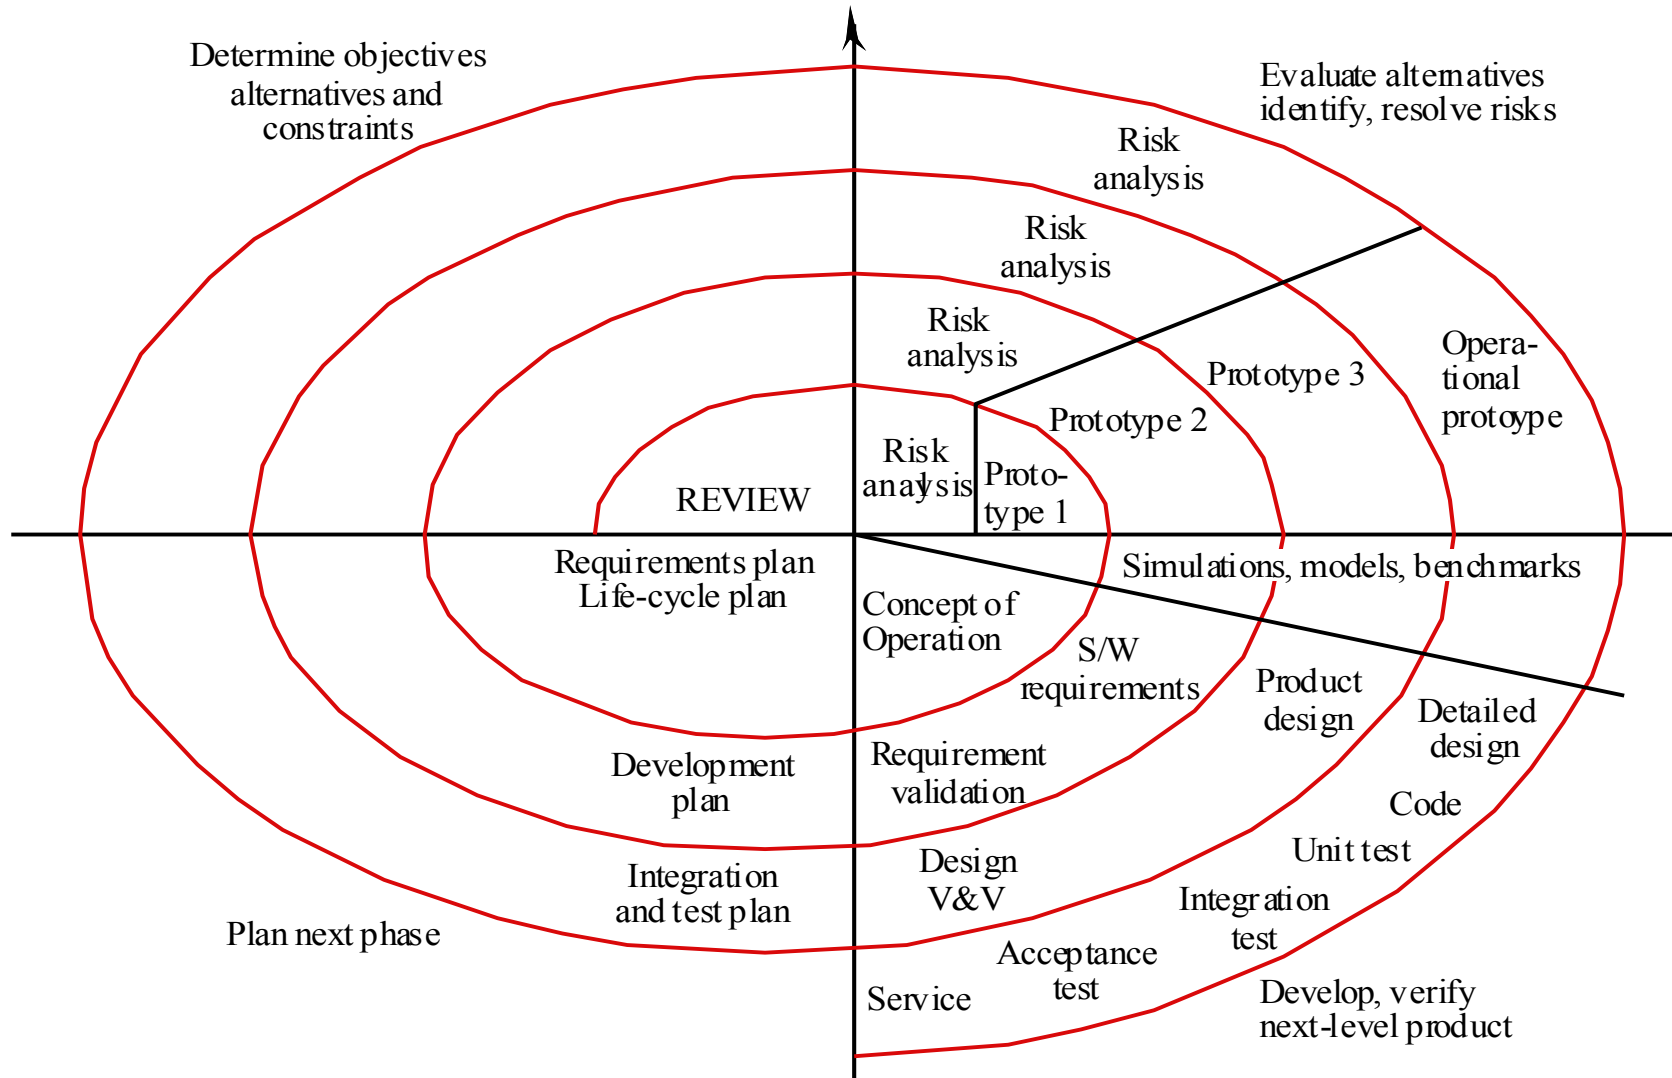 Determine objectives
alternatives and
constraints
Evaluate alternatives
identify, resolve risks
Risk
analysis
Risk
analysis
Risk
analysis
Risk
analysis
Proto-
type 1
Prototype 2
Prototype 3
Opera-
tional
protoype
REVIEW
Requirements plan
Life-cycle plan
Simulations, models, benchmarks
Concept of
Operation
S/W
requirements
Product
design
Detailed
design
Development
plan
Requirement
validation
Code
Unit test
Integration
and test plan
Design
V&V
Integration
test
Plan next phase
Acceptance
test
Service
Develop, verify
next-level product